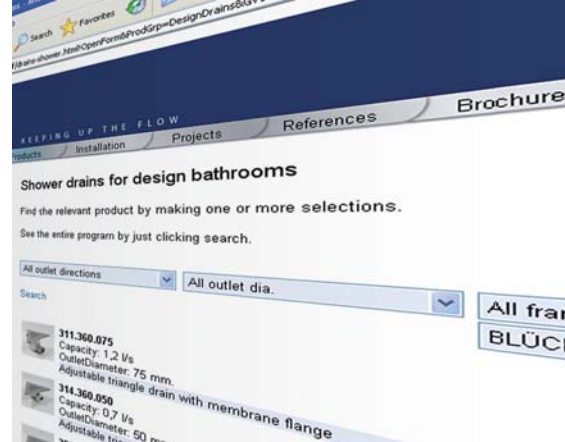 Search Favorites
/drains-shower.html!OpenForm&ProdGrp=DesignDrains&
KEEPING UP THE FLOW
Products Installation Projects References Brochure
Shower drains for design bathrooms
Find the relevant product by making one or more selections.
See the entire program by just clicking search.
All outlet directions All outlet dia. All fra
Search BLÜC
311.360.075
Capacity: 1,2 l/s
OutletDiameter: 75 mm.
Adjustable triangle drain with membrane flange
314.360.050
Capacity: 0,7 l/s
OutletDiameter: 50 m
Adjustable tri